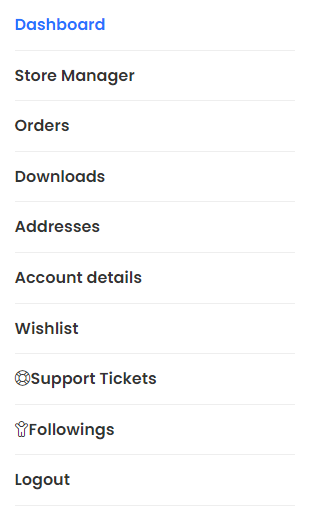 Dashboard
Store Manager
Orders
Downloads
Addresses
Account details
Wishlist
Support Tickets
Followings
Logout